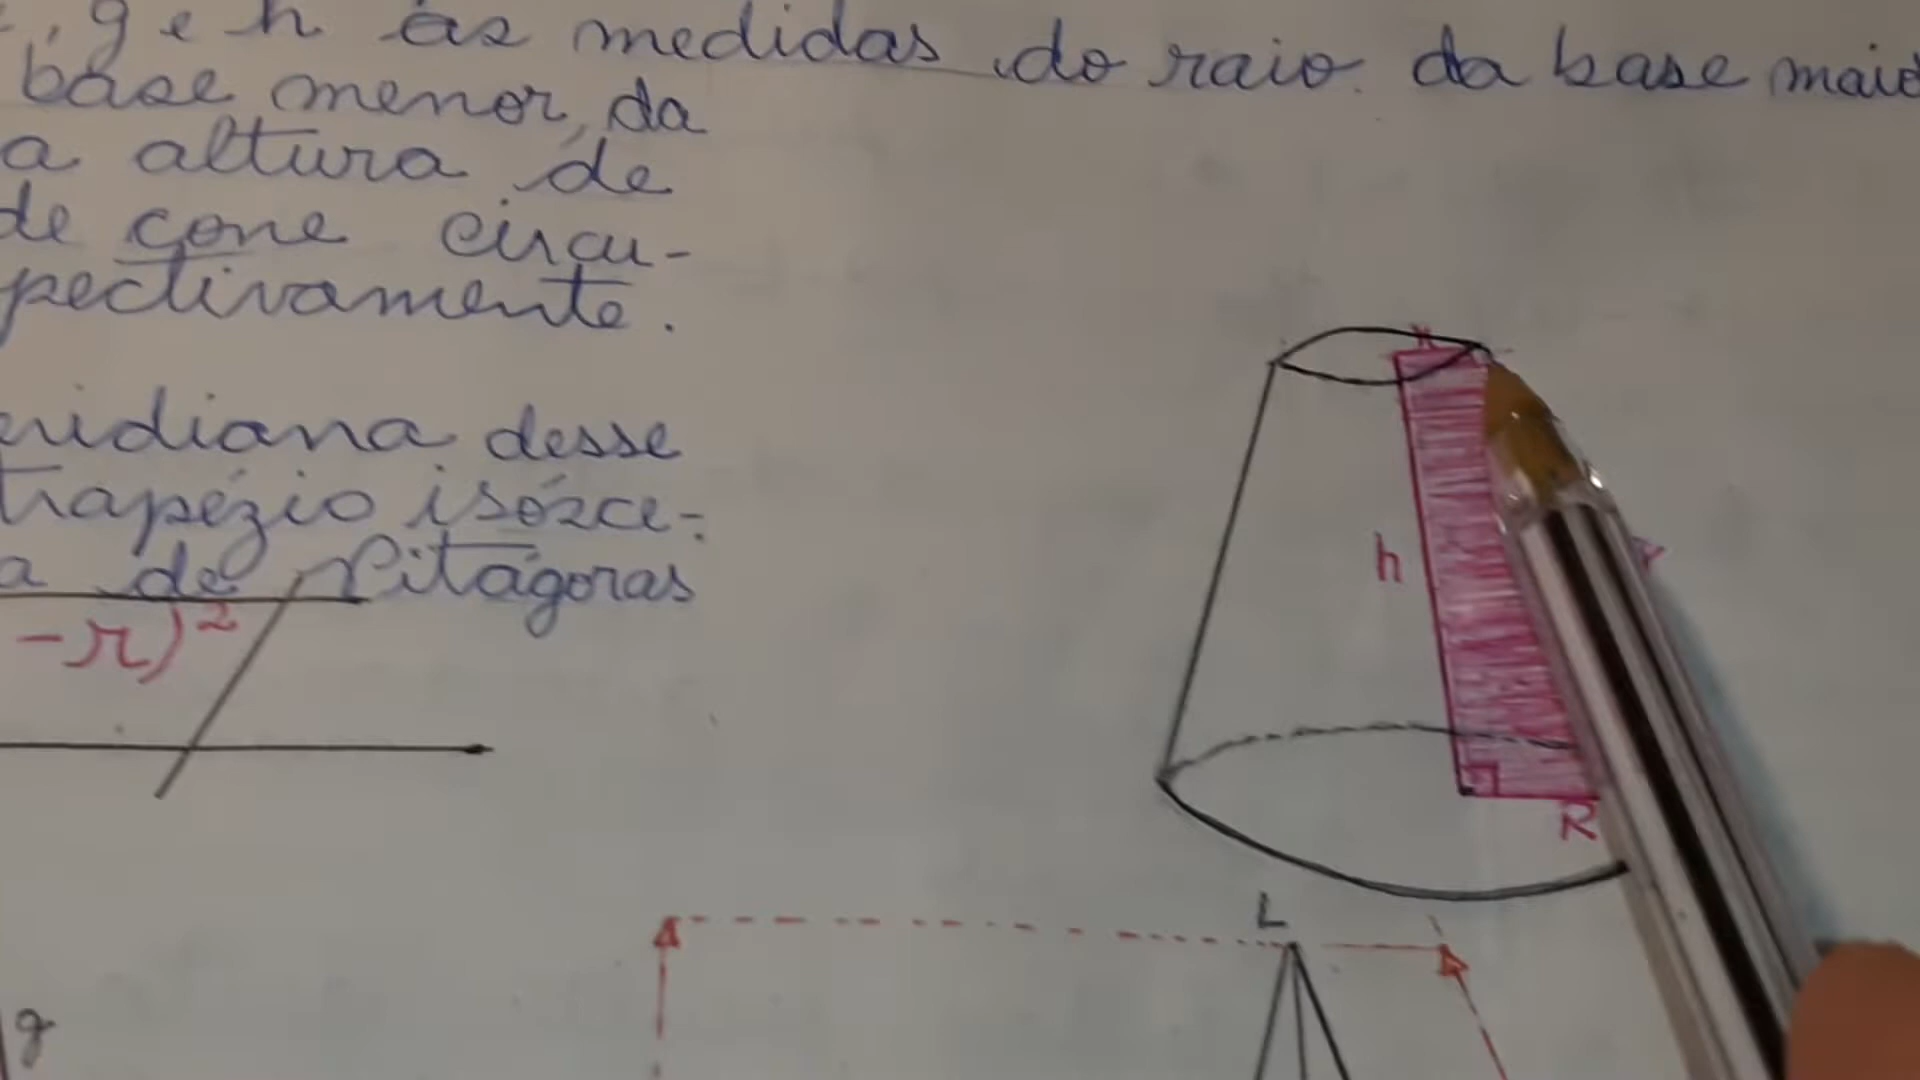 , g e h as medidas do raio da base maio
base menor, da
a altura de
de cone circu-
pectivamente.
eridiana desse
trapézio isósce-
a de Pitágoras
-r)²
h
R
L
g